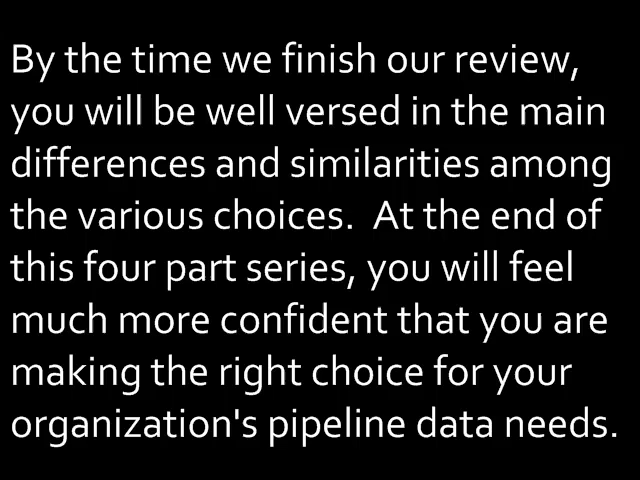 By the time we finish our review,
you will be well versed in the main
differences and similarities among
the various choices.  At the end of
this four part series, you will feel
much more confident that you are
making the right choice for your
organization's pipeline data needs.